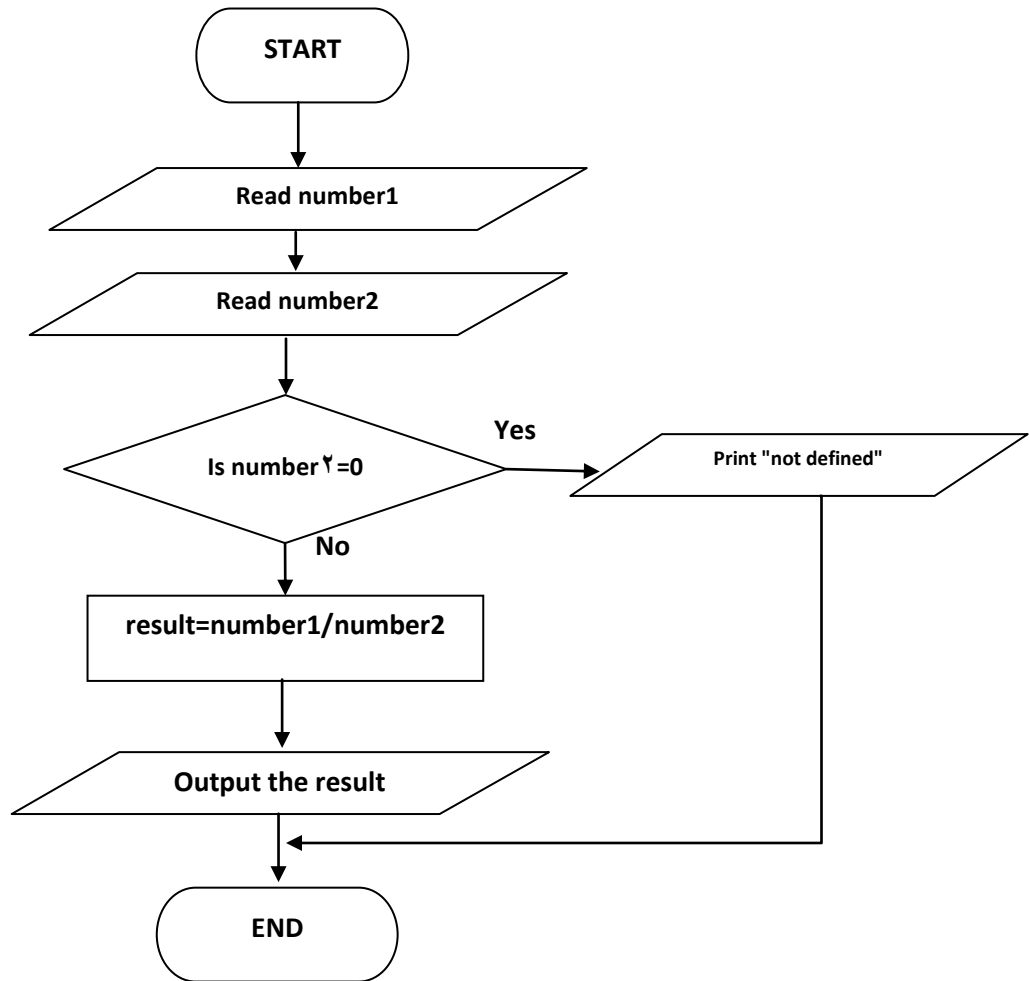 START
Read number1
Read number2
Is number٢=0
Yes
Print "not defined"
No
result=number1/number2
Output the result
END